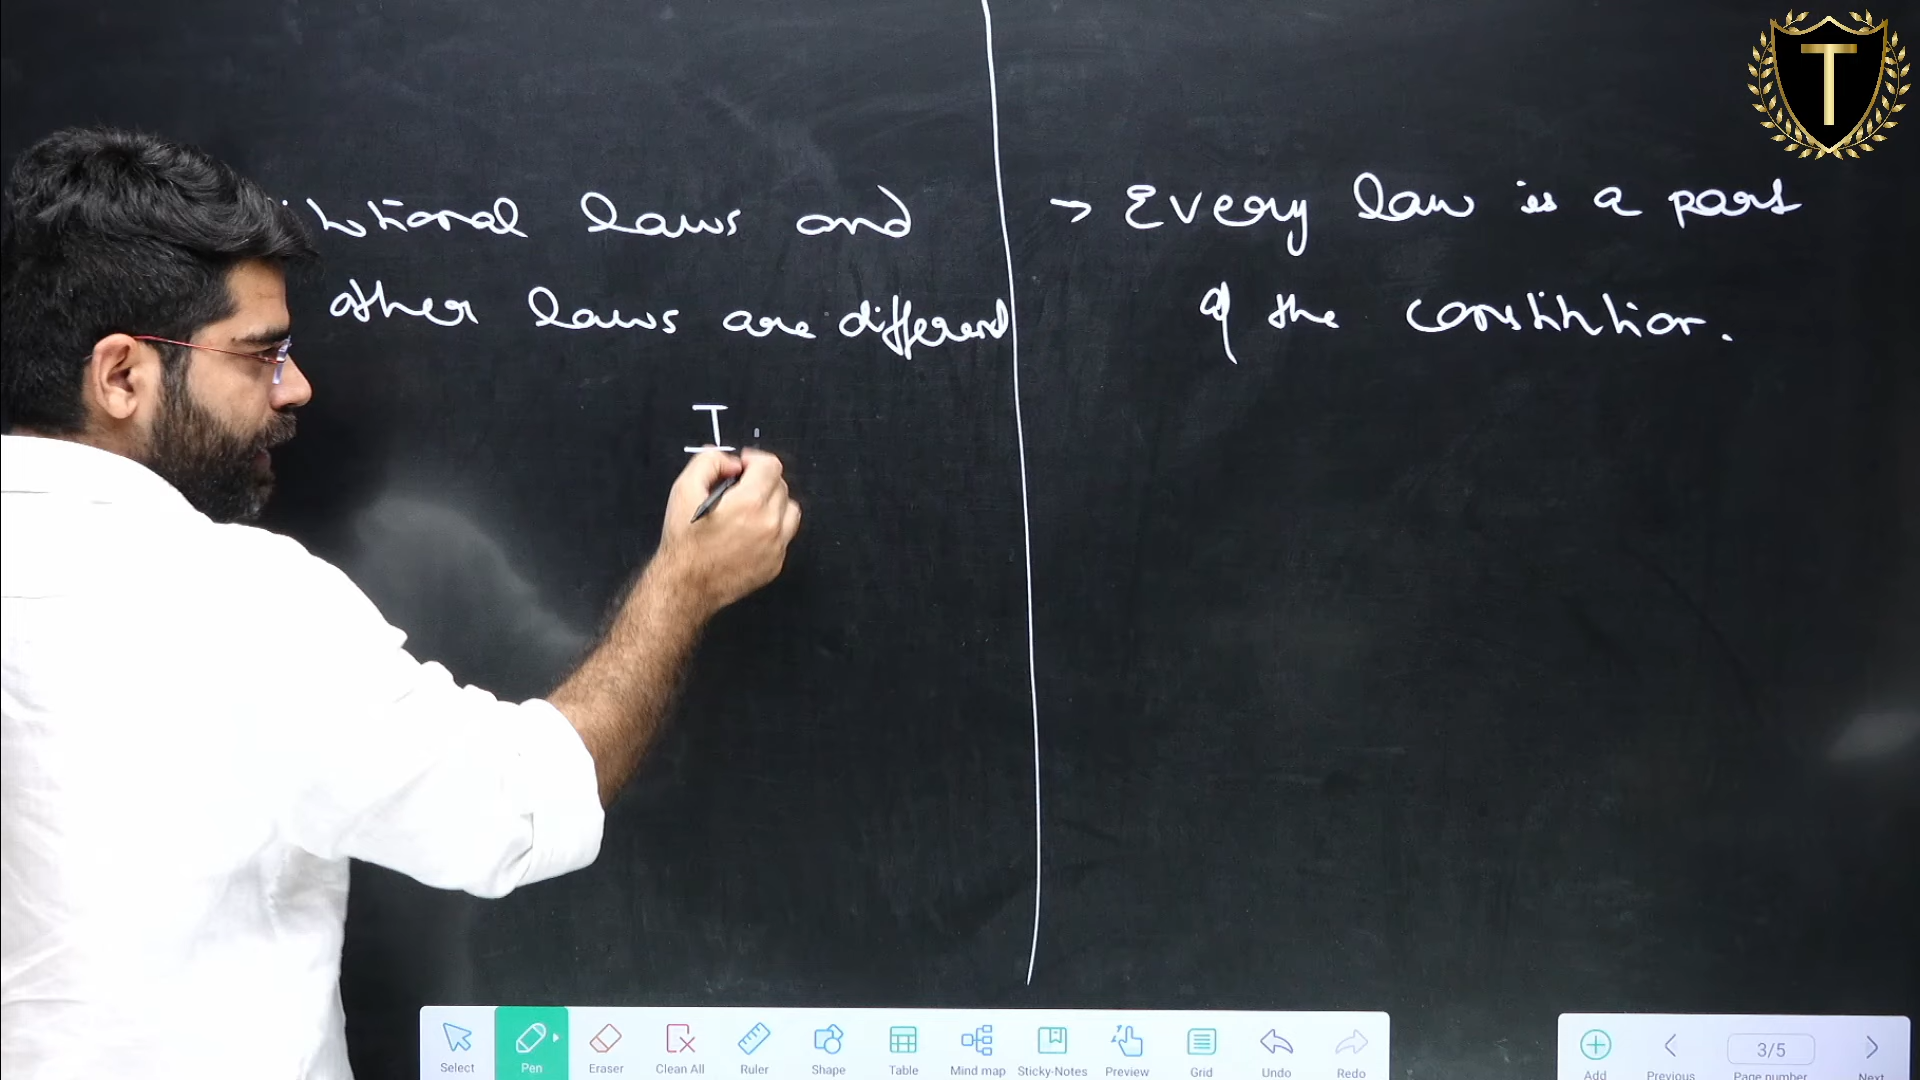 itutional laws and
other laws are different
I
→ Every law is a part
of the constitution.
T
Select Pen Eraser Clean All Ruler Shape Table Mind map Sticky-Notes Preview Grid Undo Redo
3/5
Add Previous Page number Next